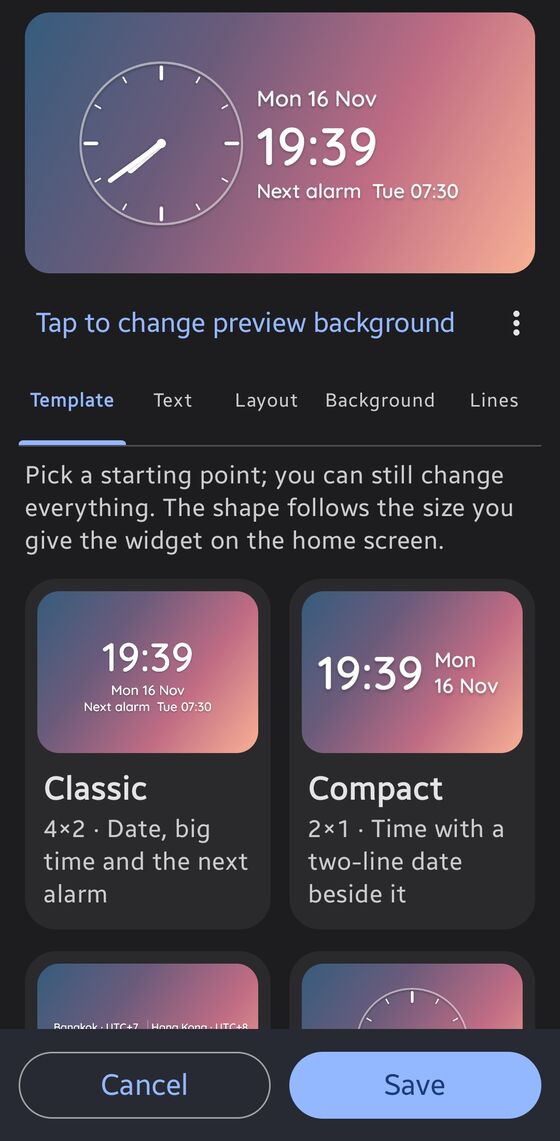 Mon 16 Nov
19:39
Next alarm Tue 07:30
Tap to change preview background
Template Text Layout Background Lines
Pick a starting point; you can still change
everything. The shape follows the size you
give the widget on the home screen.
19:39
Mon 16 Nov
Next alarm Tue 07:30
Classic
4×2 · Date, big
time and the next
alarm
19:39
Mon
16 Nov
Compact
2×1 · Time with a
two-line date
beside it
Bangkok · UTC+7 Hong Kong · UTC+8
Cancel Save